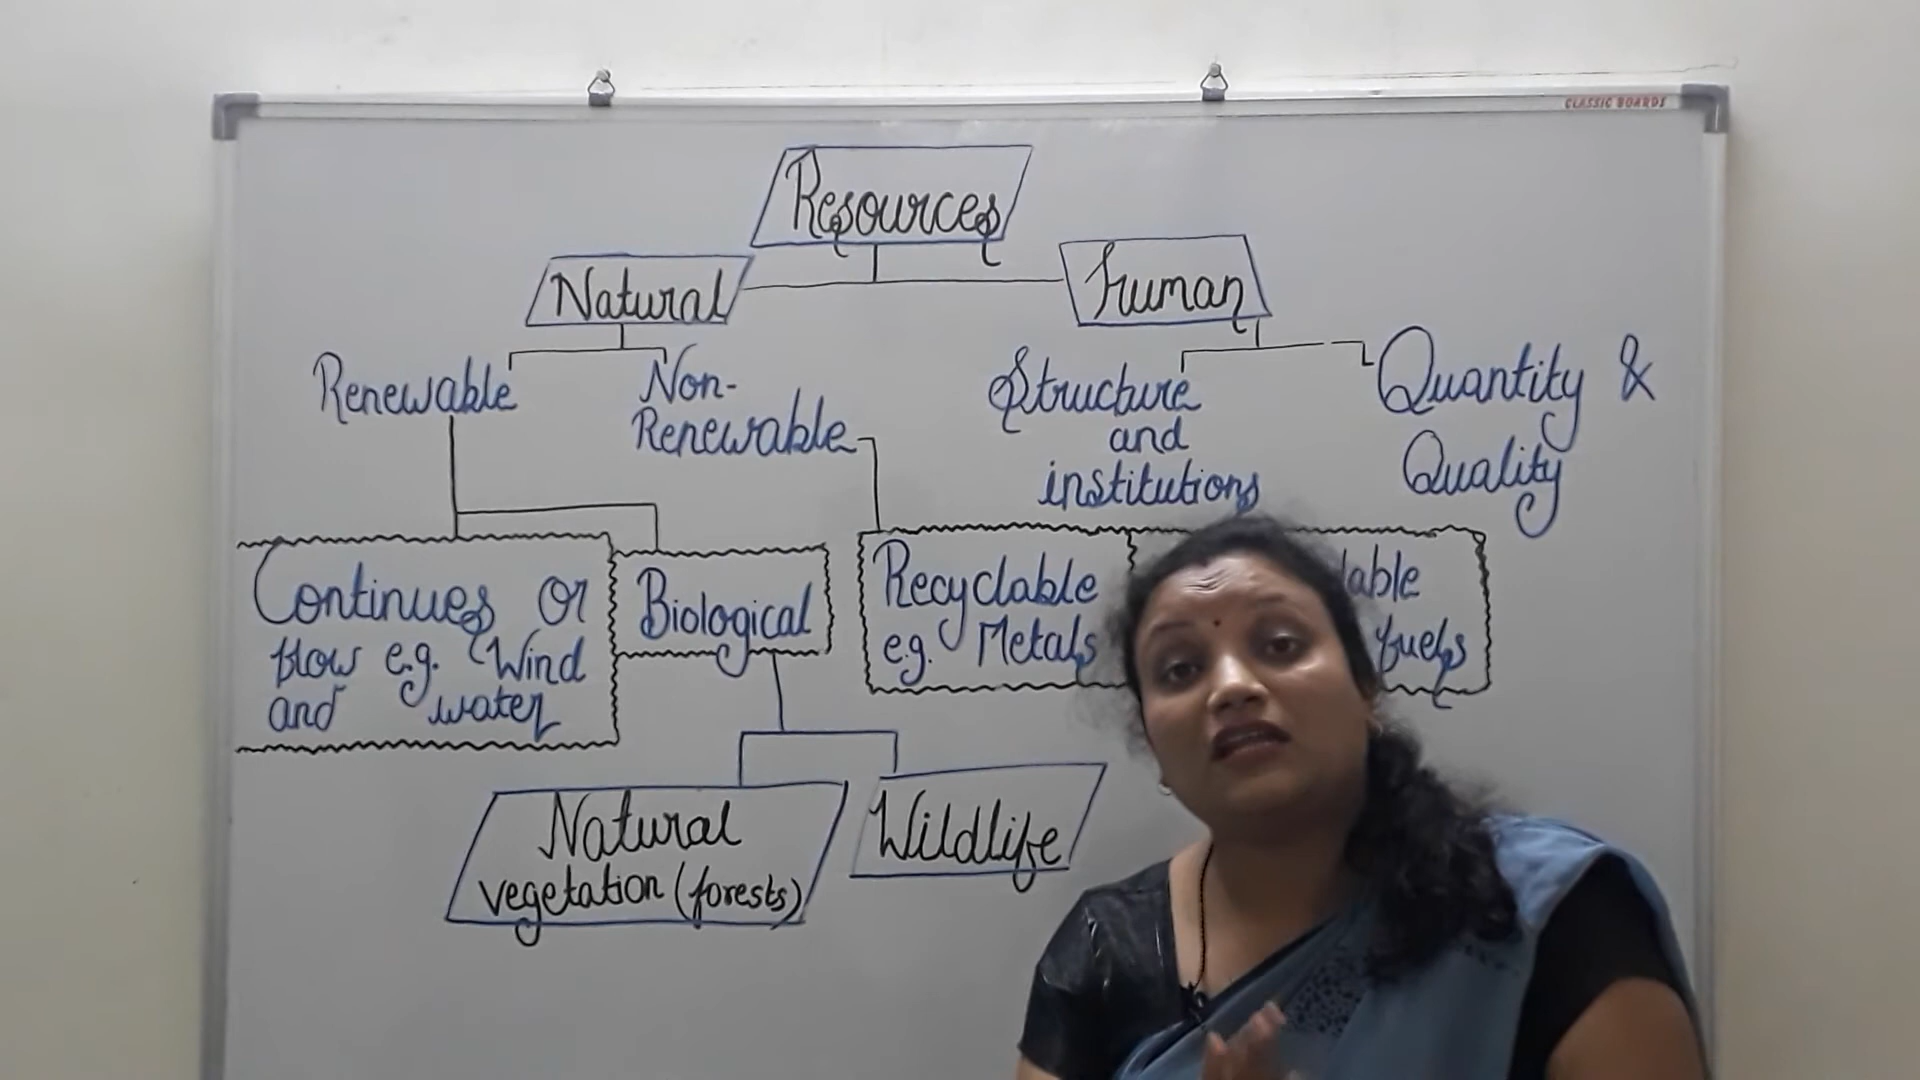 CLASSIC BOARDS
Resources
Natural
Human
Renewable
Non-
Renewable
Structure
and
institutions
Quantity &
Quality
Continues or
flow e.g. Wind
and water
Biological
Recyclable
e.g. Metals
fuels
Natural
vegetation (forests)
Wildlife